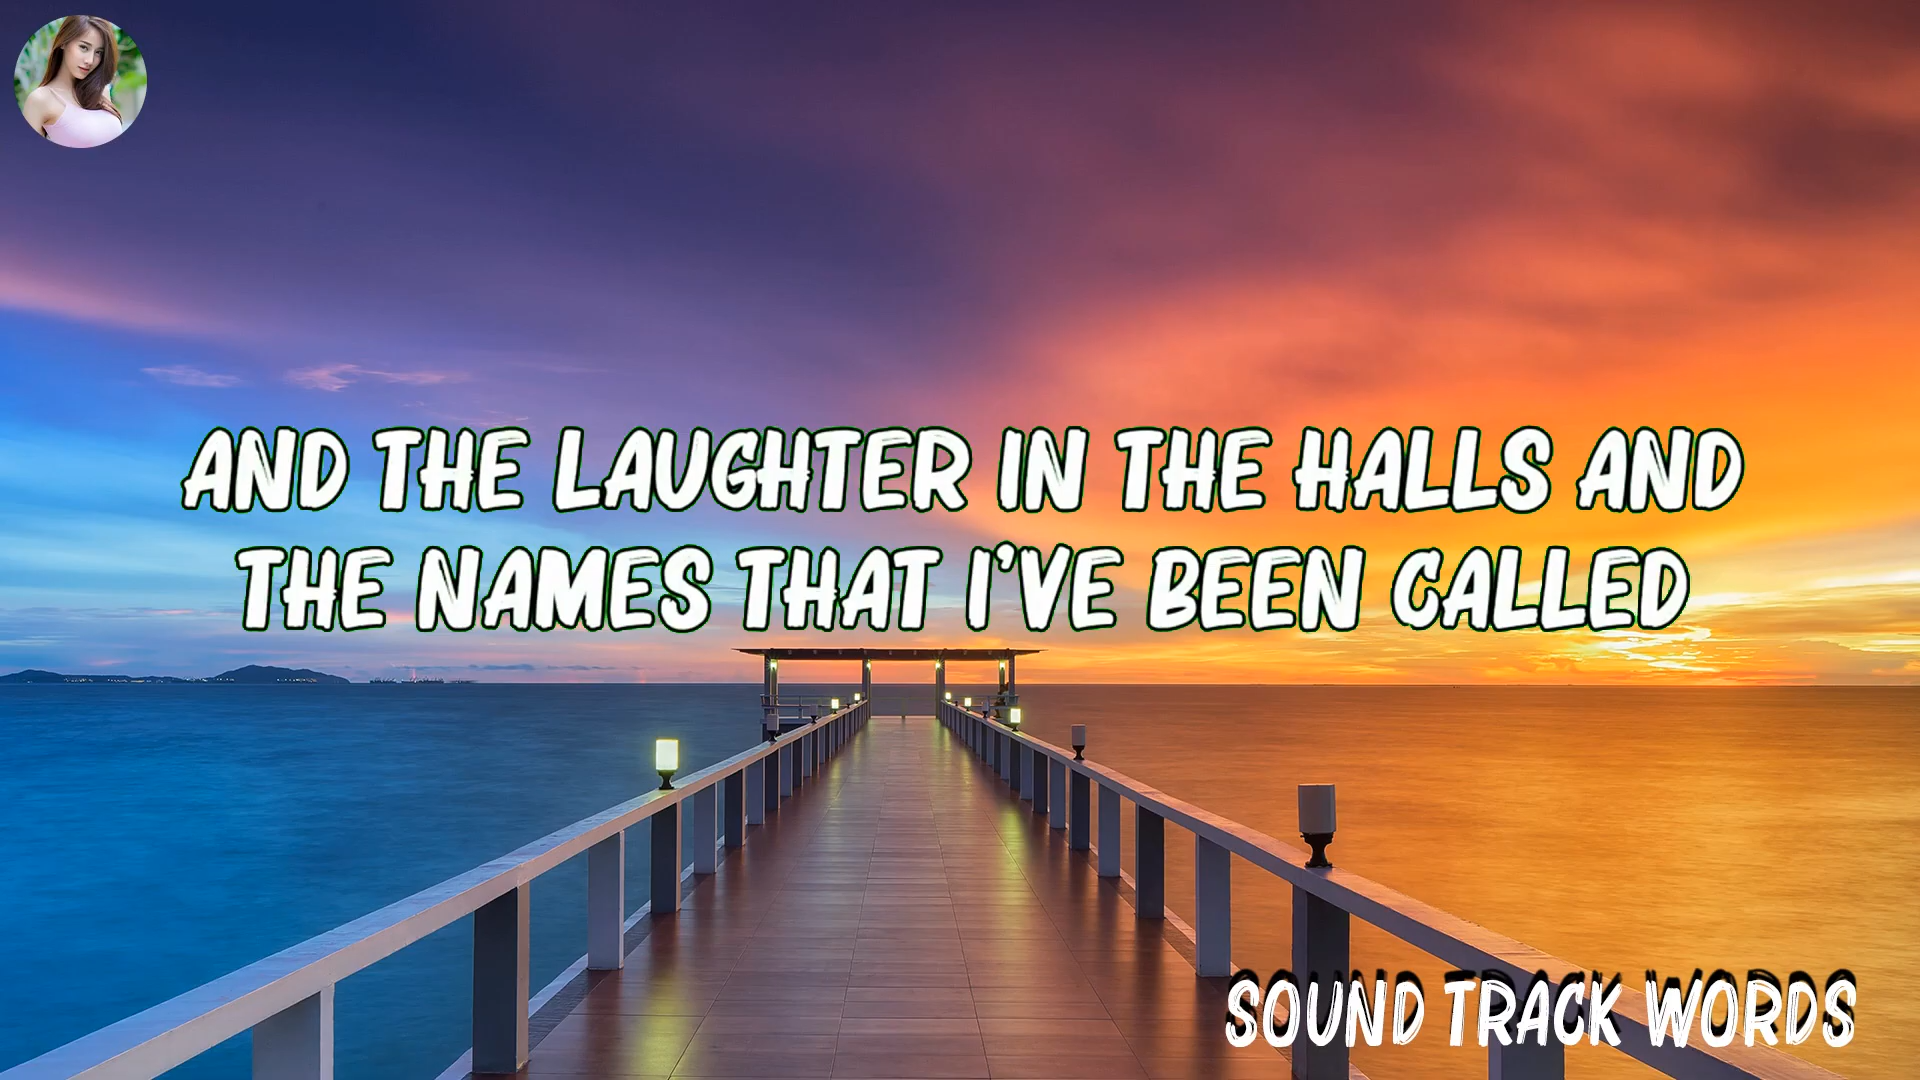 AND THE LAUGHTER IN THE HALLS AND
THE NAMES THAT I'VE BEEN CALLED
SOUND TRACK WORDS